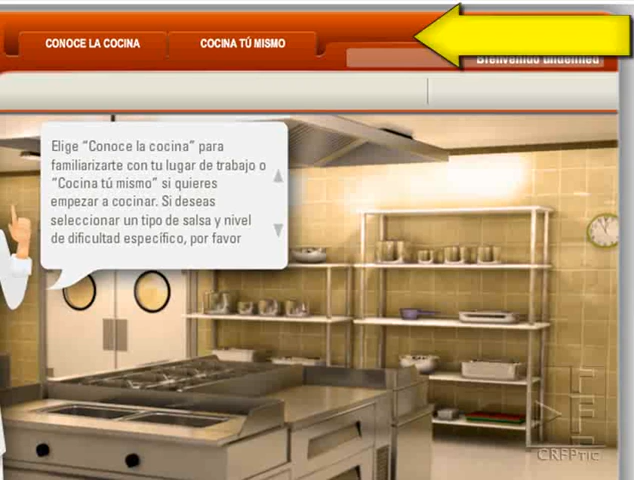 CONOCE LA COCINA
COCINA TÚ MISMO
Bienvenido undefined
Elige “Conoce la cocina” para
familiarizarte con tu lugar de trabajo o
“Cocina tú mismo” si quieres
empezar a cocinar. Si deseas
seleccionar un tipo de salsa y nivel
de dificultad específico, por favor
CRFPTIC